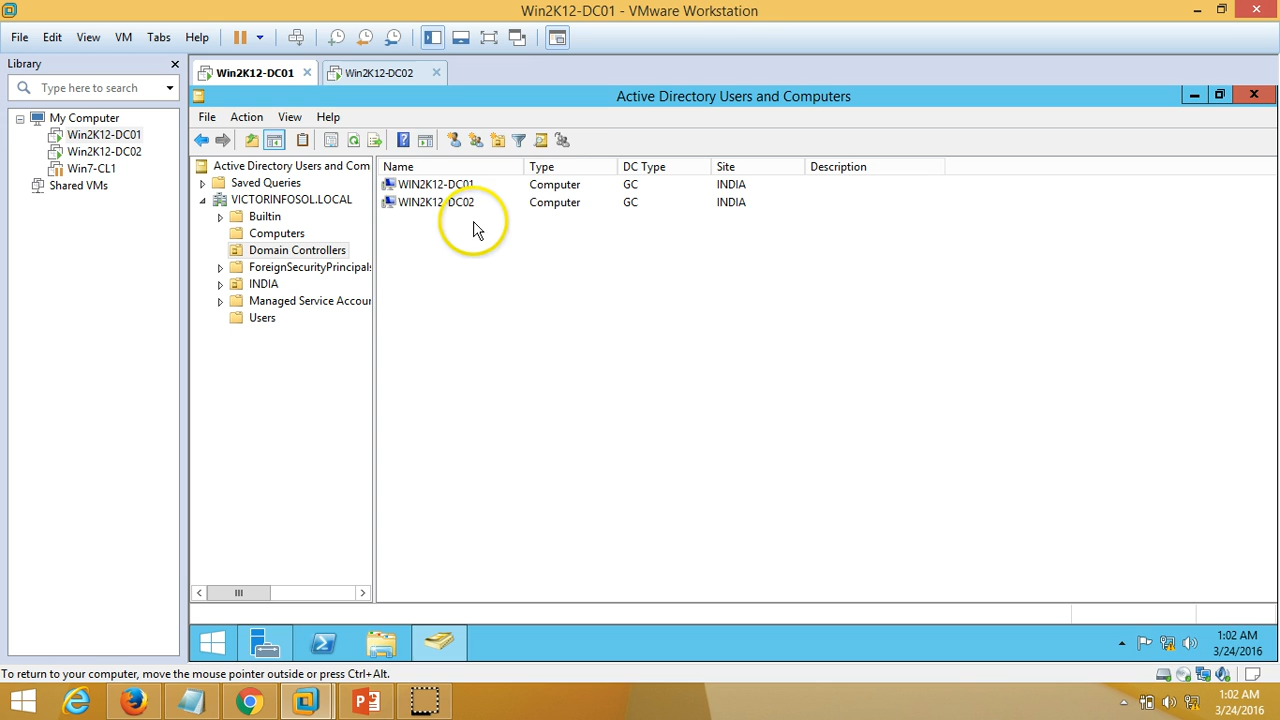 Win2K12-DC01 - VMware Workstation
File Edit View VM Tabs Help
Library
Type here to search
My Computer
Win2K12-DC01
Win2K12-DC02
Win7-CL1
Shared VMs
Win2K12-DC01
Win2K12-DC02
Active Directory Users and Computers
File Action View Help
Active Directory Users and Com
Saved Queries
VICTORINFOSOL.LOCAL
Builtin
Computers
Domain Controllers
ForeignSecurityPrincipals
INDIA
Managed Service Accou
Users
Name Type DC Type Site Description
WIN2K12-DC01 Computer GC INDIA
WIN2K12-DC02 Computer GC INDIA
1:02 AM
3/24/2016
To return to your computer, move the mouse pointer outside or press Ctrl+Alt.
1:02 AM
3/24/2016